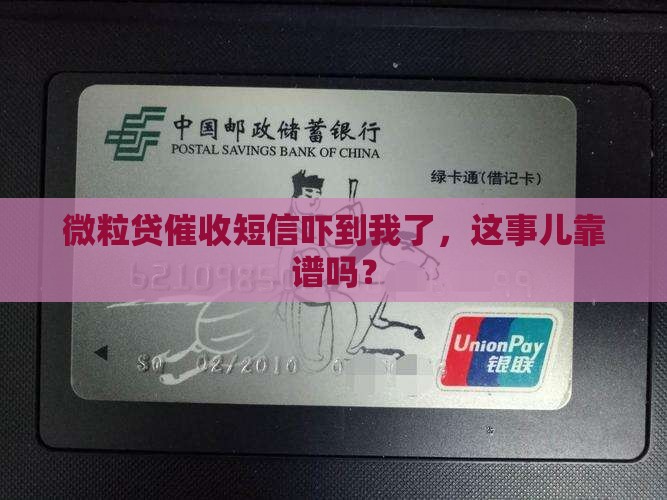 中国邮政储蓄银行
POSTAL SAVINGS BANK OF CHINA
绿卡通(借记卡)
微粒贷催收短信吓到我了，这事儿靠
谱吗？
02/2010
UnionPay
银联